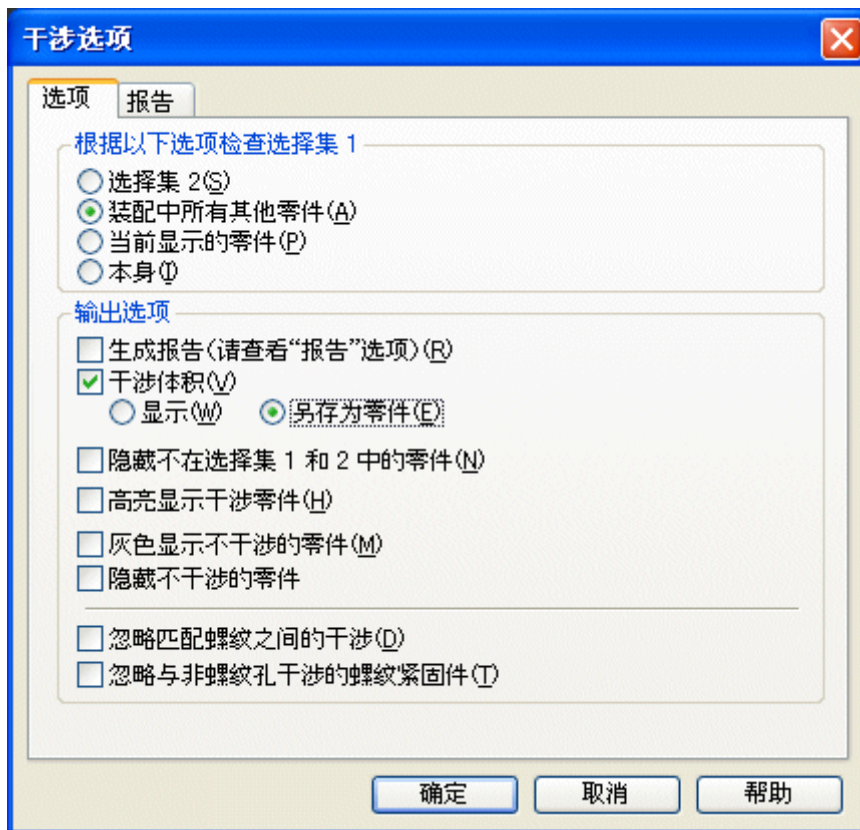 干涉选项
选项 报告
根据以下选项检查选择集 1
选择集 2(S)
装配中所有其他零件(A)
当前显示的零件(P)
本身(I)
输出选项
生成报告(请查看“报告”选项)(R)
干涉体积(V)
显示(W) 另存为零件(E)
隐藏不在选择集 1 和 2 中的零件(N)
高亮显示干涉零件(H)
灰色显示不干涉的零件(M)
隐藏不干涉的零件
忽略匹配螺纹之间的干涉(D)
忽略与非螺纹孔干涉的螺纹紧固件(T)
确定 取消 帮助